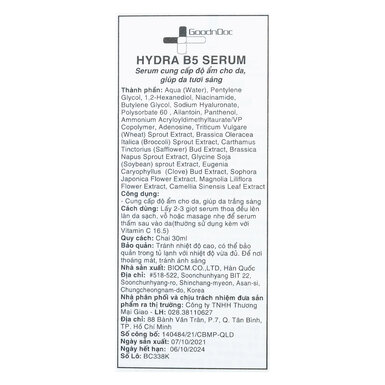 GoodnDoc
HYDRA B5 SERUM
Serum cung cấp độ ẩm cho da,
giúp da tươi sáng
Thành phần: Aqua (Water), Pentylene
Glycol, 1,2-Hexanediol, Niacinamide,
Butylene Glycol, Sodium Hyaluronate,
Polysorbate 60 , Allantoin, Panthenol,
Ammonium Acryloyldimethyltaurate/VP
Copolymer, Adenosine, Triticum Vulgare
(Wheat) Sprout Extract, Brassica Oleracea
Italica (Broccoli) Sprout Extract, Carthamus
Tinctorius (Safflower) Bud Extract, Brassica
Napus Sprout Extract, Glycine Soja
(Soybean) sprout Extract, Eugenia
Caryophyllus (Clove) Bud Extract, Sophora
Japonica Flower Extract, Magnolia Liliflora
Flower Extract, Camellia Sinensis Leaf Extract
Công dụng:
- Cung cấp độ ẩm cho da, giúp da trắng sáng
Cách dùng: Lấy 2-3 giọt serum thoa đều lên
làn da sạch, vỗ hoặc masage nhẹ để serum
thấm sau vào da(thường sử dụng kèm với
Vitamin C 16.5)
Quy cách: Chai 30ml
Bảo quản: Tránh nhiệt độ cao, có thể bảo
quản trong tủ lạnh với nhiệt độ vừa đủ. Để nơi
thoáng mát, tránh ánh sáng
Nhà sản xuất: BIOCM.CO.,LTD, Hàn Quốc
Địa chỉ: #518-522, Soonchunhyang BIT 22,
Soonchunhyang-ro, Shinchang-myeon, Asan-si,
Chungcheongnam-do, Korea
Nhà phân phối và chịu trách nhiệm đưa sản
phẩm ra thị trường: Công ty TNHH Thương
Mại Giao - LH: 028.38110627
Địa chỉ: 88 Bành Văn Trân, P.7, Q. Tân Bình,
TP. Hồ Chí Minh
Số công bố: 140484/21/CBMP-QLD
Ngày sản xuất: 07/10/2021
Ngày hết hạn: 06/10/2024
Số Lô: BC338K